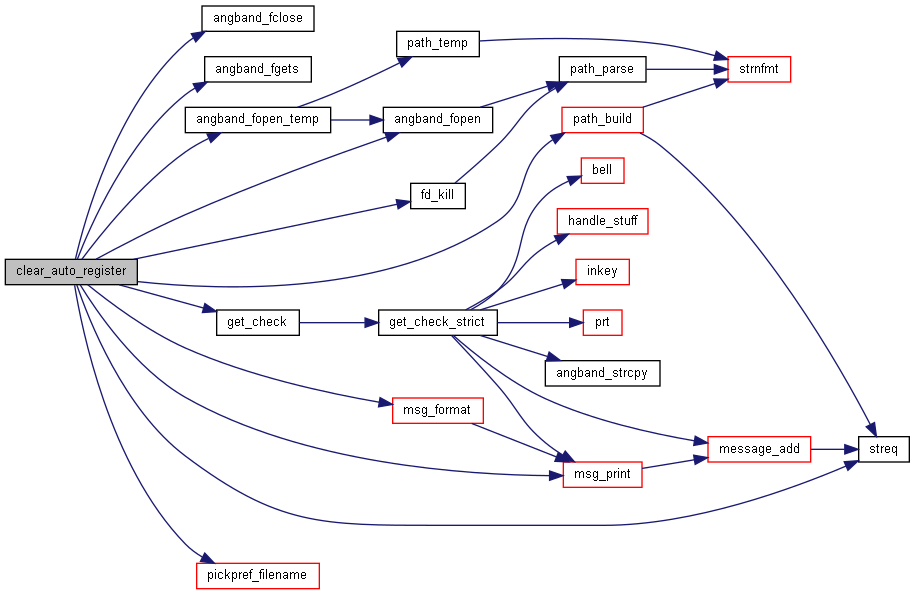 angband_fclose
path_temp
angband_fgets
path_parse
strnfmt
angband_fopen_temp
angband_fopen
path_build
bell
fd_kill
handle_stuff
clear_auto_register
inkey
get_check
get_check_strict
prt
angband_strcpy
msg_format
message_add
streq
msg_print
pickpref_filename